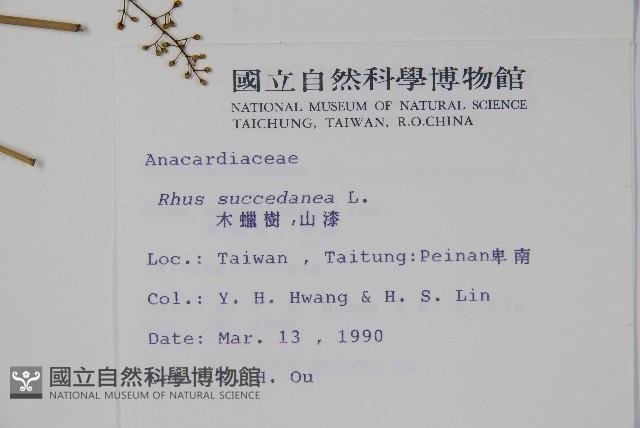 國立自然科學博物館
NATIONAL MUSEUM OF NATURAL SCIENCE
TAICHUNG, TAIWAN, R.O.CHINA
Anacardiaceae
Rhus succedanea L.
木蠟樹,山漆
Loc.: Taiwan , Taitung:Peinan卑南
Col.: Y. H. Hwang & H. S. Lin
Date: Mar. 13 , 1990
H. Ou
國立自然科學博物館
NATIONAL MUSEUM OF NATURAL SCIENCE